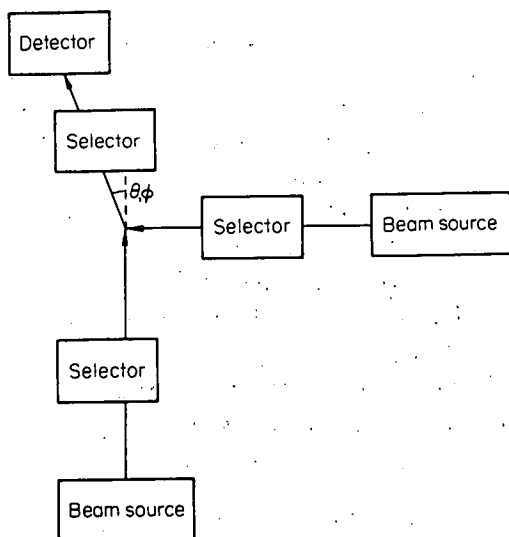 Detector
Selector
θ,ϕ
Selector
Beam source
Selector
Beam source